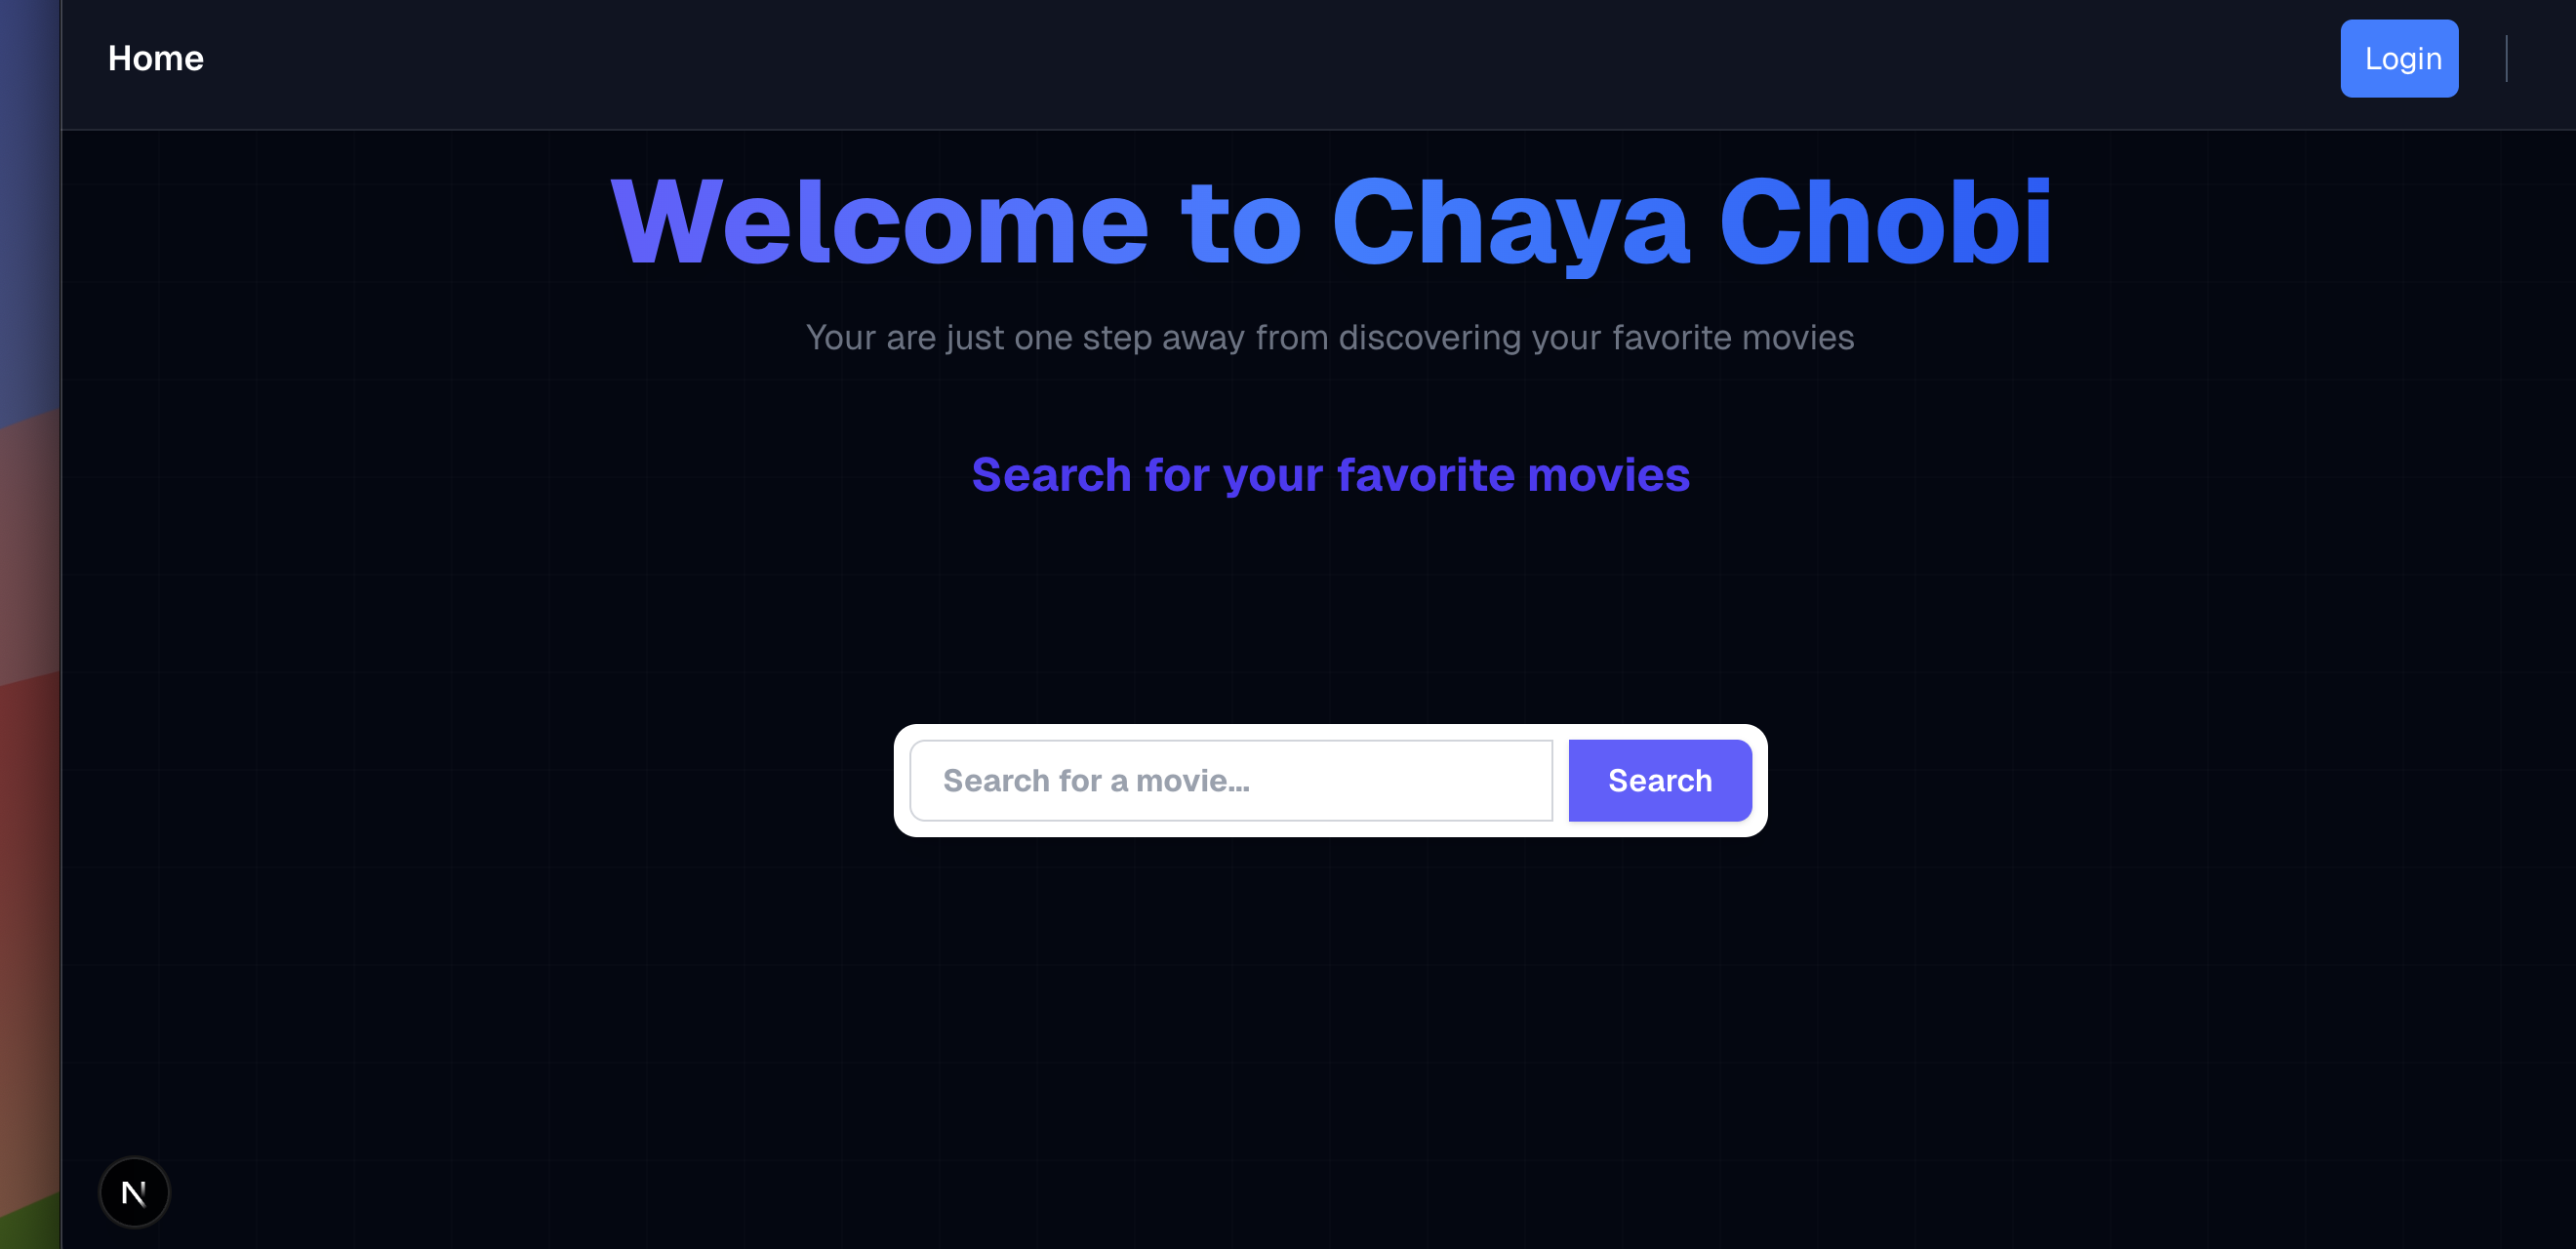 Home
Login
Welcome to Chaya Chobi
Your are just one step away from discovering your favorite movies
Search for your favorite movies
Search for a movie...
Search
N